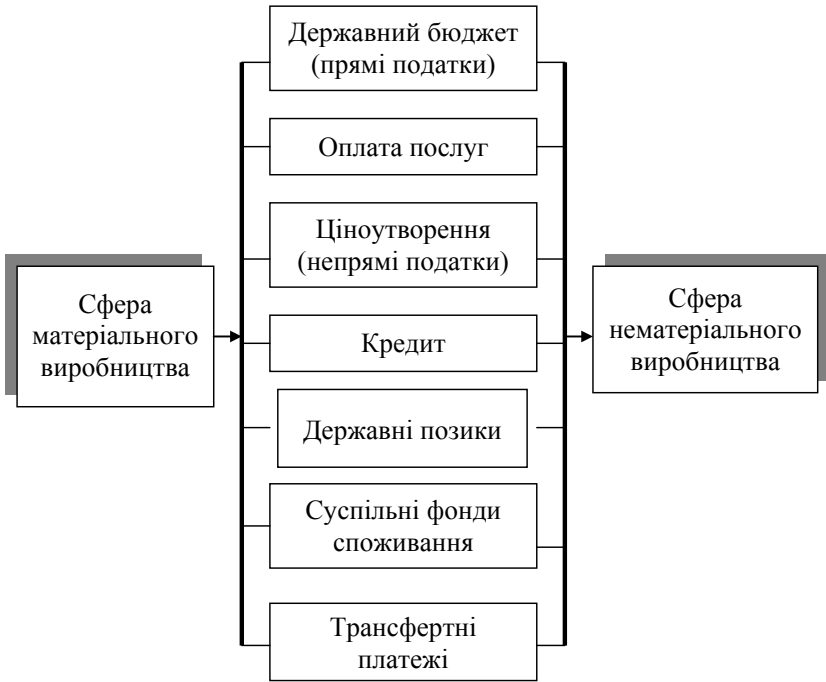 Державний бюджет
(прямі податки)
Оплата послуг
Ціноутворення
(непрямі податки)
Сфера
матеріального
виробництва
Кредит
Сфера
нематеріального
виробництва
Державні позики
Суспільні фонди
споживання
Трансфертні
платежі